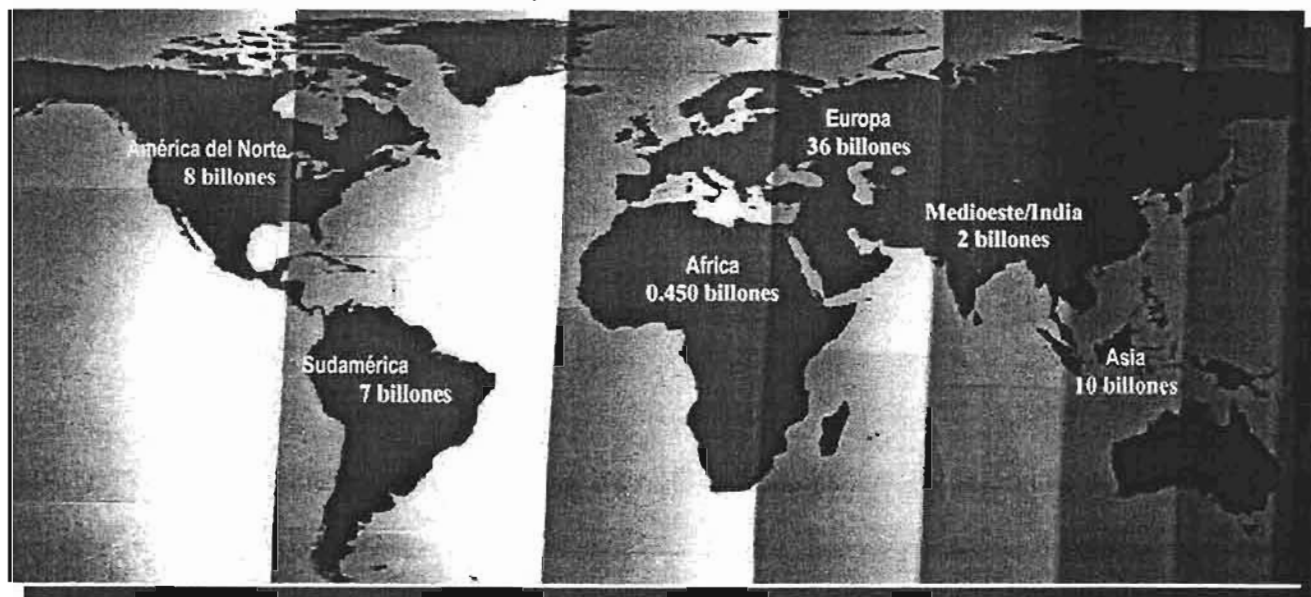 América del Norte
8 billones
Europa
36 billones
Medioeste/India
2 billones
Africa
0.450 billones
Sudamérica
7 billones
Asia
10 billones